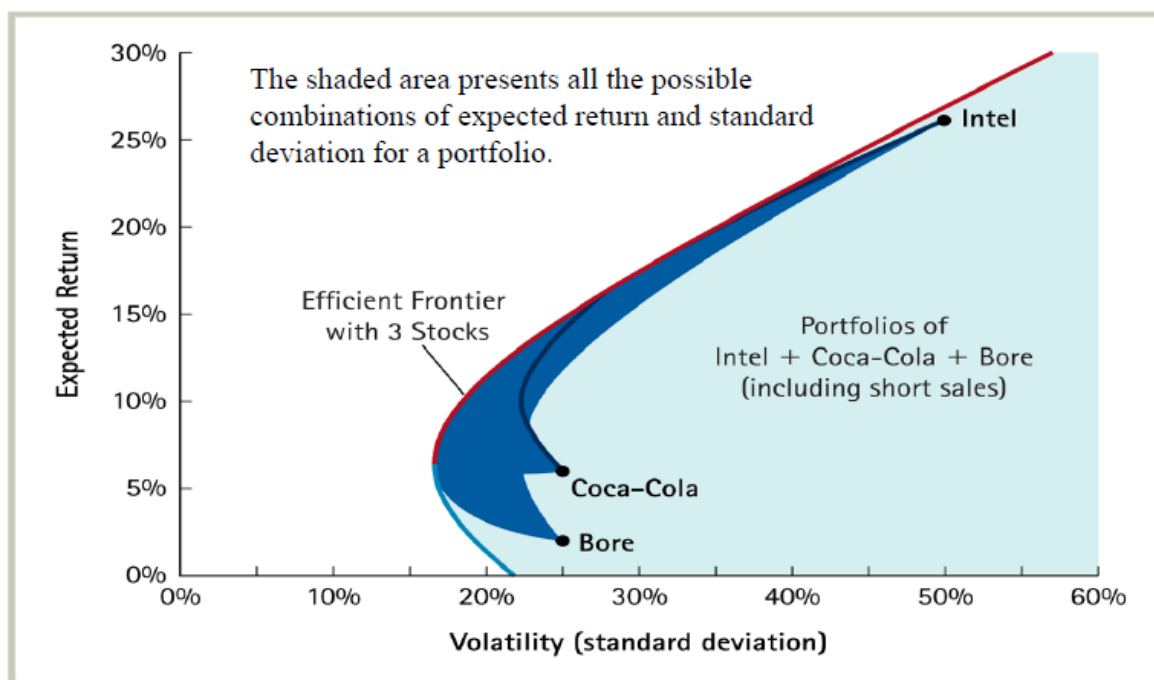 The shaded area presents all the possible
combinations of expected return and standard
deviation for a portfolio.
30%
25%
20%
15%
10%
5%
0%
Expected Return
Efficient Frontier
with 3 Stocks
Intel
Portfolios of
Intel + Coca-Cola + Bore
(including short sales)
Coca-Cola
Bore
0%
10%
20%
30%
40%
50%
60%
Volatility (standard deviation)